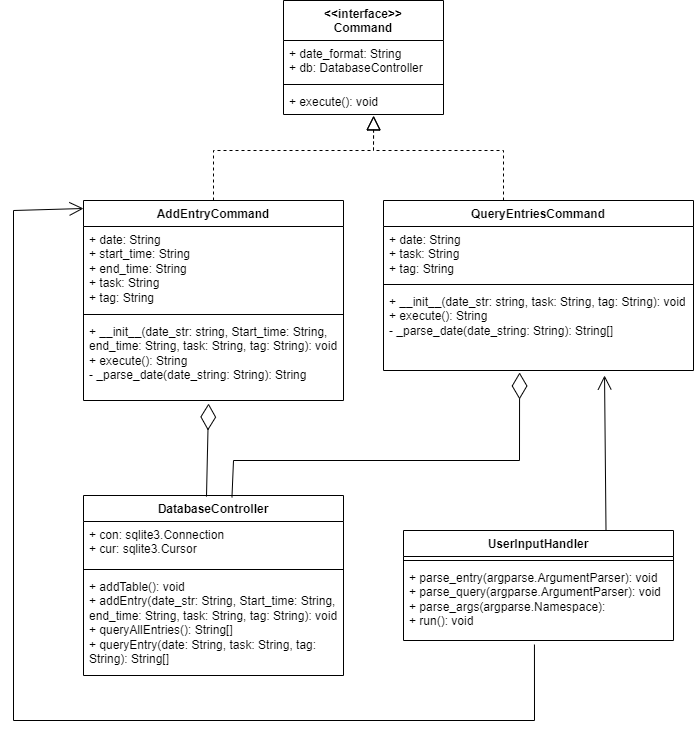 <<interface>>
Command
+ date_format: String
+ db: DatabaseController
+ execute(): void
AddEntryCommand
+ date: String
+ start_time: String
+ end_time: String
+ task: String
+ tag: String
+ __init__(date_str: string, Start_time: String,
end_time: String, task: String, tag: String): void
+ execute(): String
- _parse_date(date_string: String): String
QueryEntriesCommand
+ date: String
+ task: String
+ tag: String
+ __init__(date_str: string, task: String, tag: String): void
+ execute(): String
- _parse_date(date_string: String): String[]
DatabaseController
+ con: sqlite3.Connection
+ cur: sqlite3.Cursor
+ addTable(): void
+ addEntry(date_str: String, Start_time: String,
end_time: String, task: String, tag: String): void
+ queryAllEntries(): String[]
+ queryEntry(date: String, task: String, tag:
String): String[]
UserInputHandler
+ parse_entry(argparse.ArgumentParser): void
+ parse_query(argparse.ArgumentParser): void
+ parse_args(argparse.Namespace):
+ run(): void